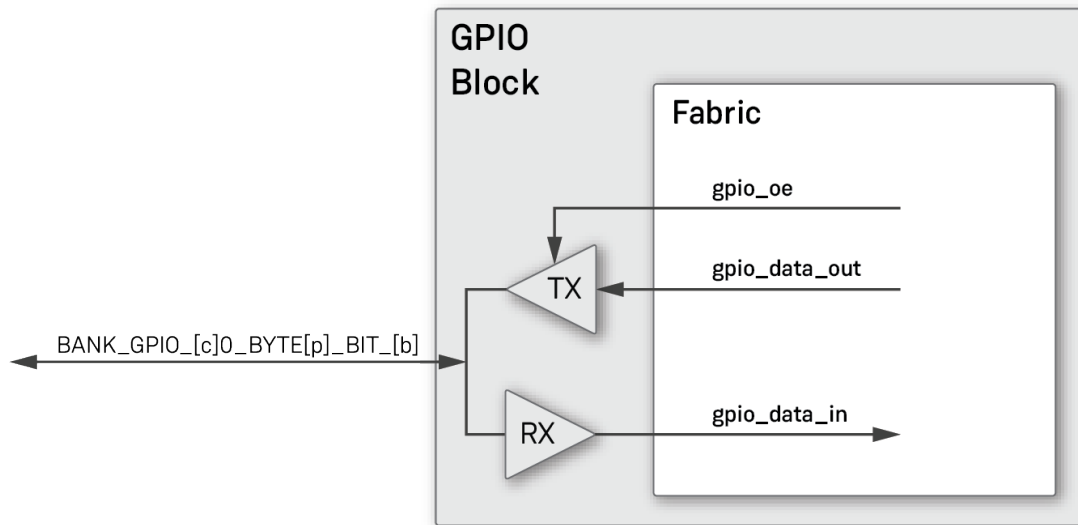 GPIO
Block
Fabric
gpio_oe
gpio_data_out
TX
BANK_GPIO_[c]0_BYTE[p]_BIT_[b]
gpio_data_in
RX